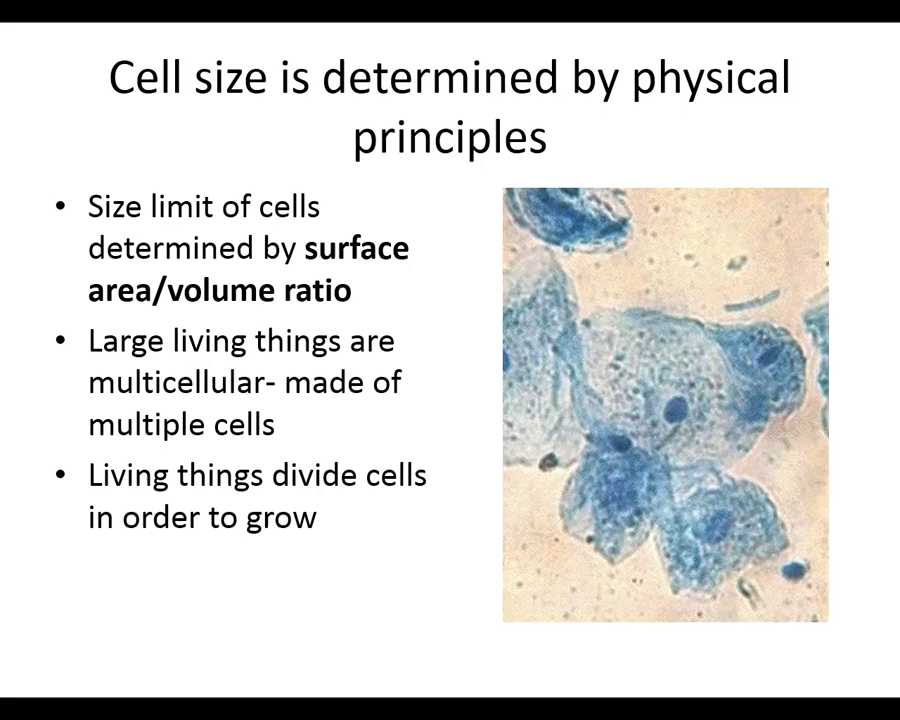 Cell size is determined by physical
principles
• Size limit of cells
determined by surface
area/volume ratio
• Large living things are
multicellular- made of
multiple cells
• Living things divide cells
in order to grow